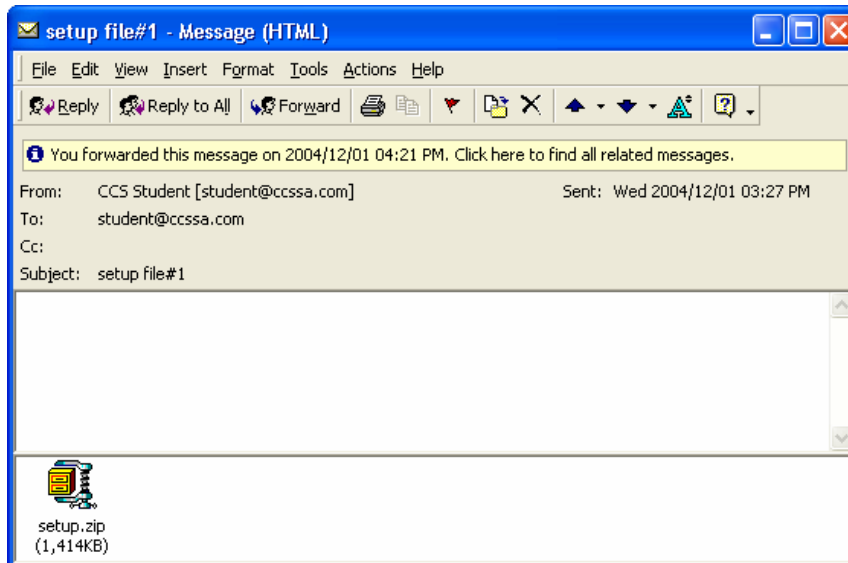 setup file#1 - Message (HTML)
File Edit View Insert Format Tools Actions Help
Reply Reply to All Forward
You forwarded this message on 2004/12/01 04:21 PM. Click here to find all related messages.
From: CCS Student [student@ccssa.com] Sent: Wed 2004/12/01 03:27 PM
To: student@ccssa.com
Cc:
Subject: setup file#1
setup.zip
(1,414KB)